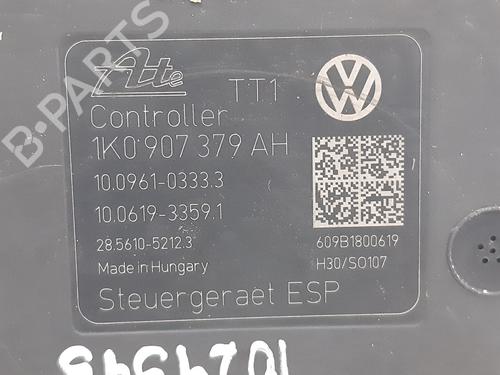 B-PARTS
Ate TT1
Controller
1K0 907 379 AH
10.0961-0333.3
10.0619-3359.1
28.5610-5212.3
609B1800619
Made in Hungary
H30/SO107
Steuergeraet ESP